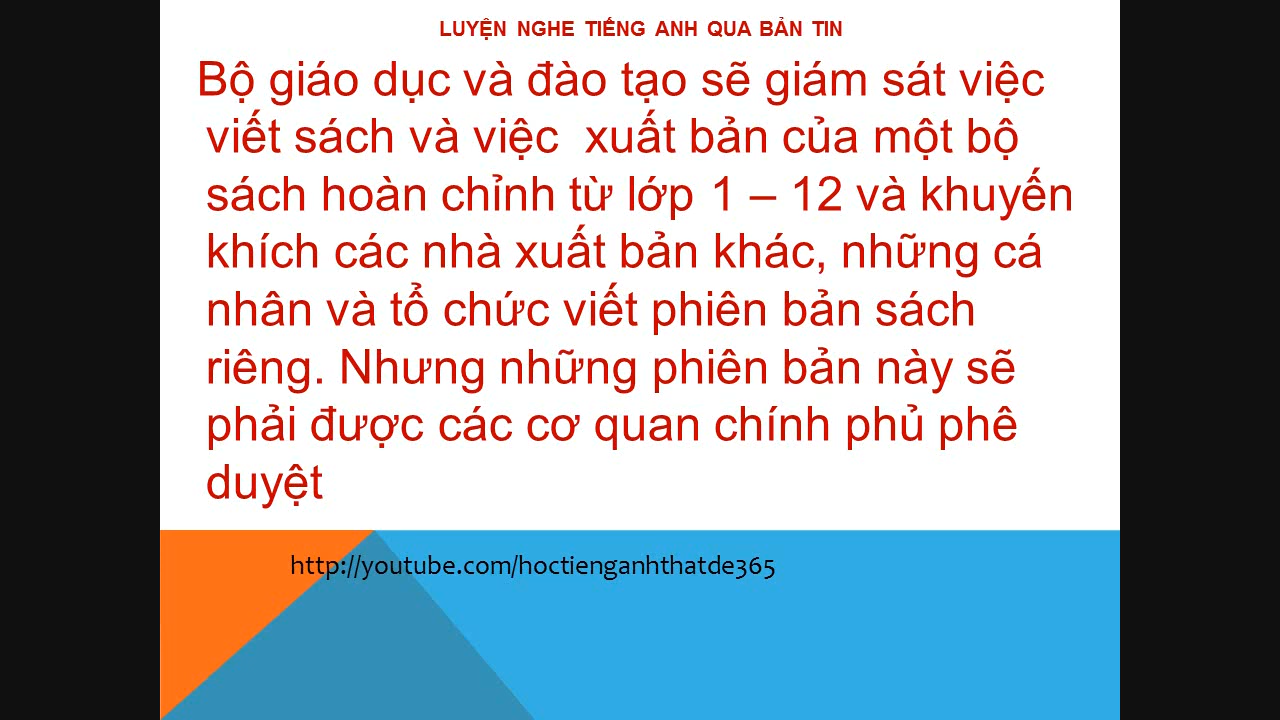 LUYỆN NGHE TIẾNG ANH QUA BẢN TIN
Bộ giáo dục và đào tạo sẽ giám sát việc
viết sách và việc xuất bản của một bộ
sách hoàn chỉnh từ lớp 1 – 12 và khuyến
khích các nhà xuất bản khác, những cá
nhân và tổ chức viết phiên bản sách
riêng. Nhưng những phiên bản này sẽ
phải được các cơ quan chính phủ phê
duyệt
http://youtube.com/hoctienganhthatde365